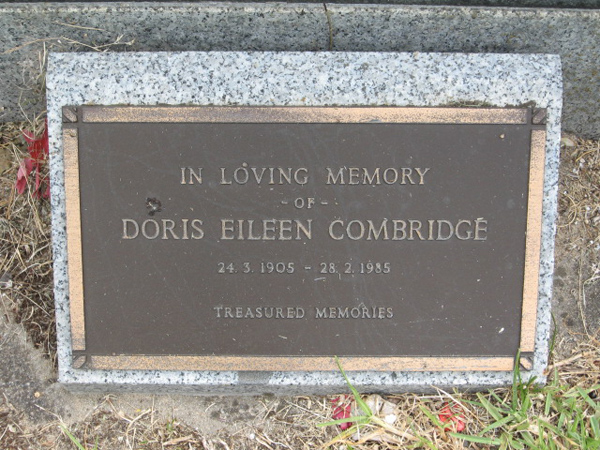 IN LOVING MEMORY
- OF -
DORIS EILEEN COMBRIDGE
24. 3. 1905 - 28. 2. 1985
TREASURED MEMORIES